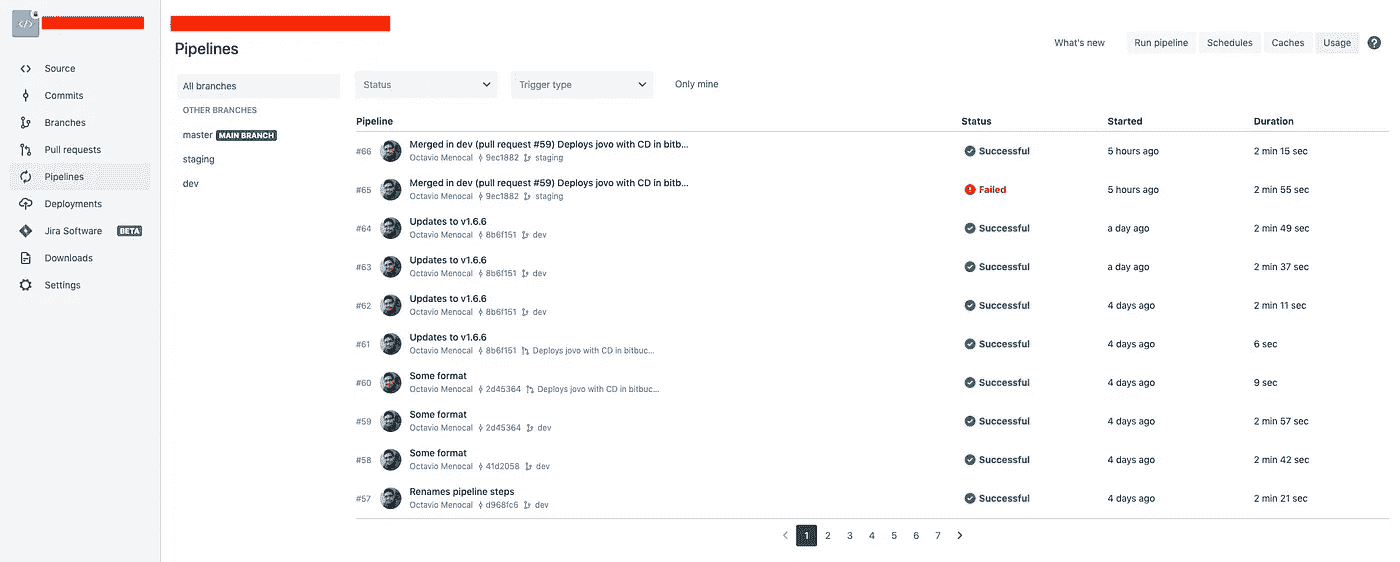 </>
Pipelines
What's new
Run pipeline
Schedules
Caches
Usage
?
Source
Commits
Branches
Pull requests
Pipelines
Deployments
Jira Software BETA
Downloads
Settings
All branches
OTHER BRANCHES
master MAIN BRANCH
staging
dev
Status
Trigger type
Only mine
Pipeline Status Started Duration
#66 Merged in dev (pull request #59) Deploys jovo with CD in bitb... Successful 5 hours ago 2 min 15 sec
Octavio Menocal 9ec1882 staging
#65 Merged in dev (pull request #59) Deploys jovo with CD in bitb... Failed 5 hours ago 2 min 55 sec
Octavio Menocal 9ec1882 staging
#64 Updates to v1.6.6 Successful a day ago 2 min 49 sec
Octavio Menocal 8b6f151 dev
#63 Updates to v1.6.6 Successful a day ago 2 min 37 sec
Octavio Menocal 8b6f151 dev
#62 Updates to v1.6.6 Successful 4 days ago 2 min 11 sec
Octavio Menocal 8b6f151 dev
#61 Updates to v1.6.6 Successful 4 days ago 6 sec
Octavio Menocal 8b6f151 Deploys jovo with CD in bitbuc...
#60 Some format Successful 4 days ago 9 sec
Octavio Menocal 2d45364 Deploys jovo with CD in bitbuc...
#59 Some format Successful 4 days ago 2 min 57 sec
Octavio Menocal 2d45364 dev
#58 Some format Successful 4 days ago 2 min 42 sec
Octavio Menocal 41d2058 dev
#57 Renames pipeline steps Successful 4 days ago 2 min 21 sec
Octavio Menocal d968fc6 dev
1 2 3 4 5 6 7